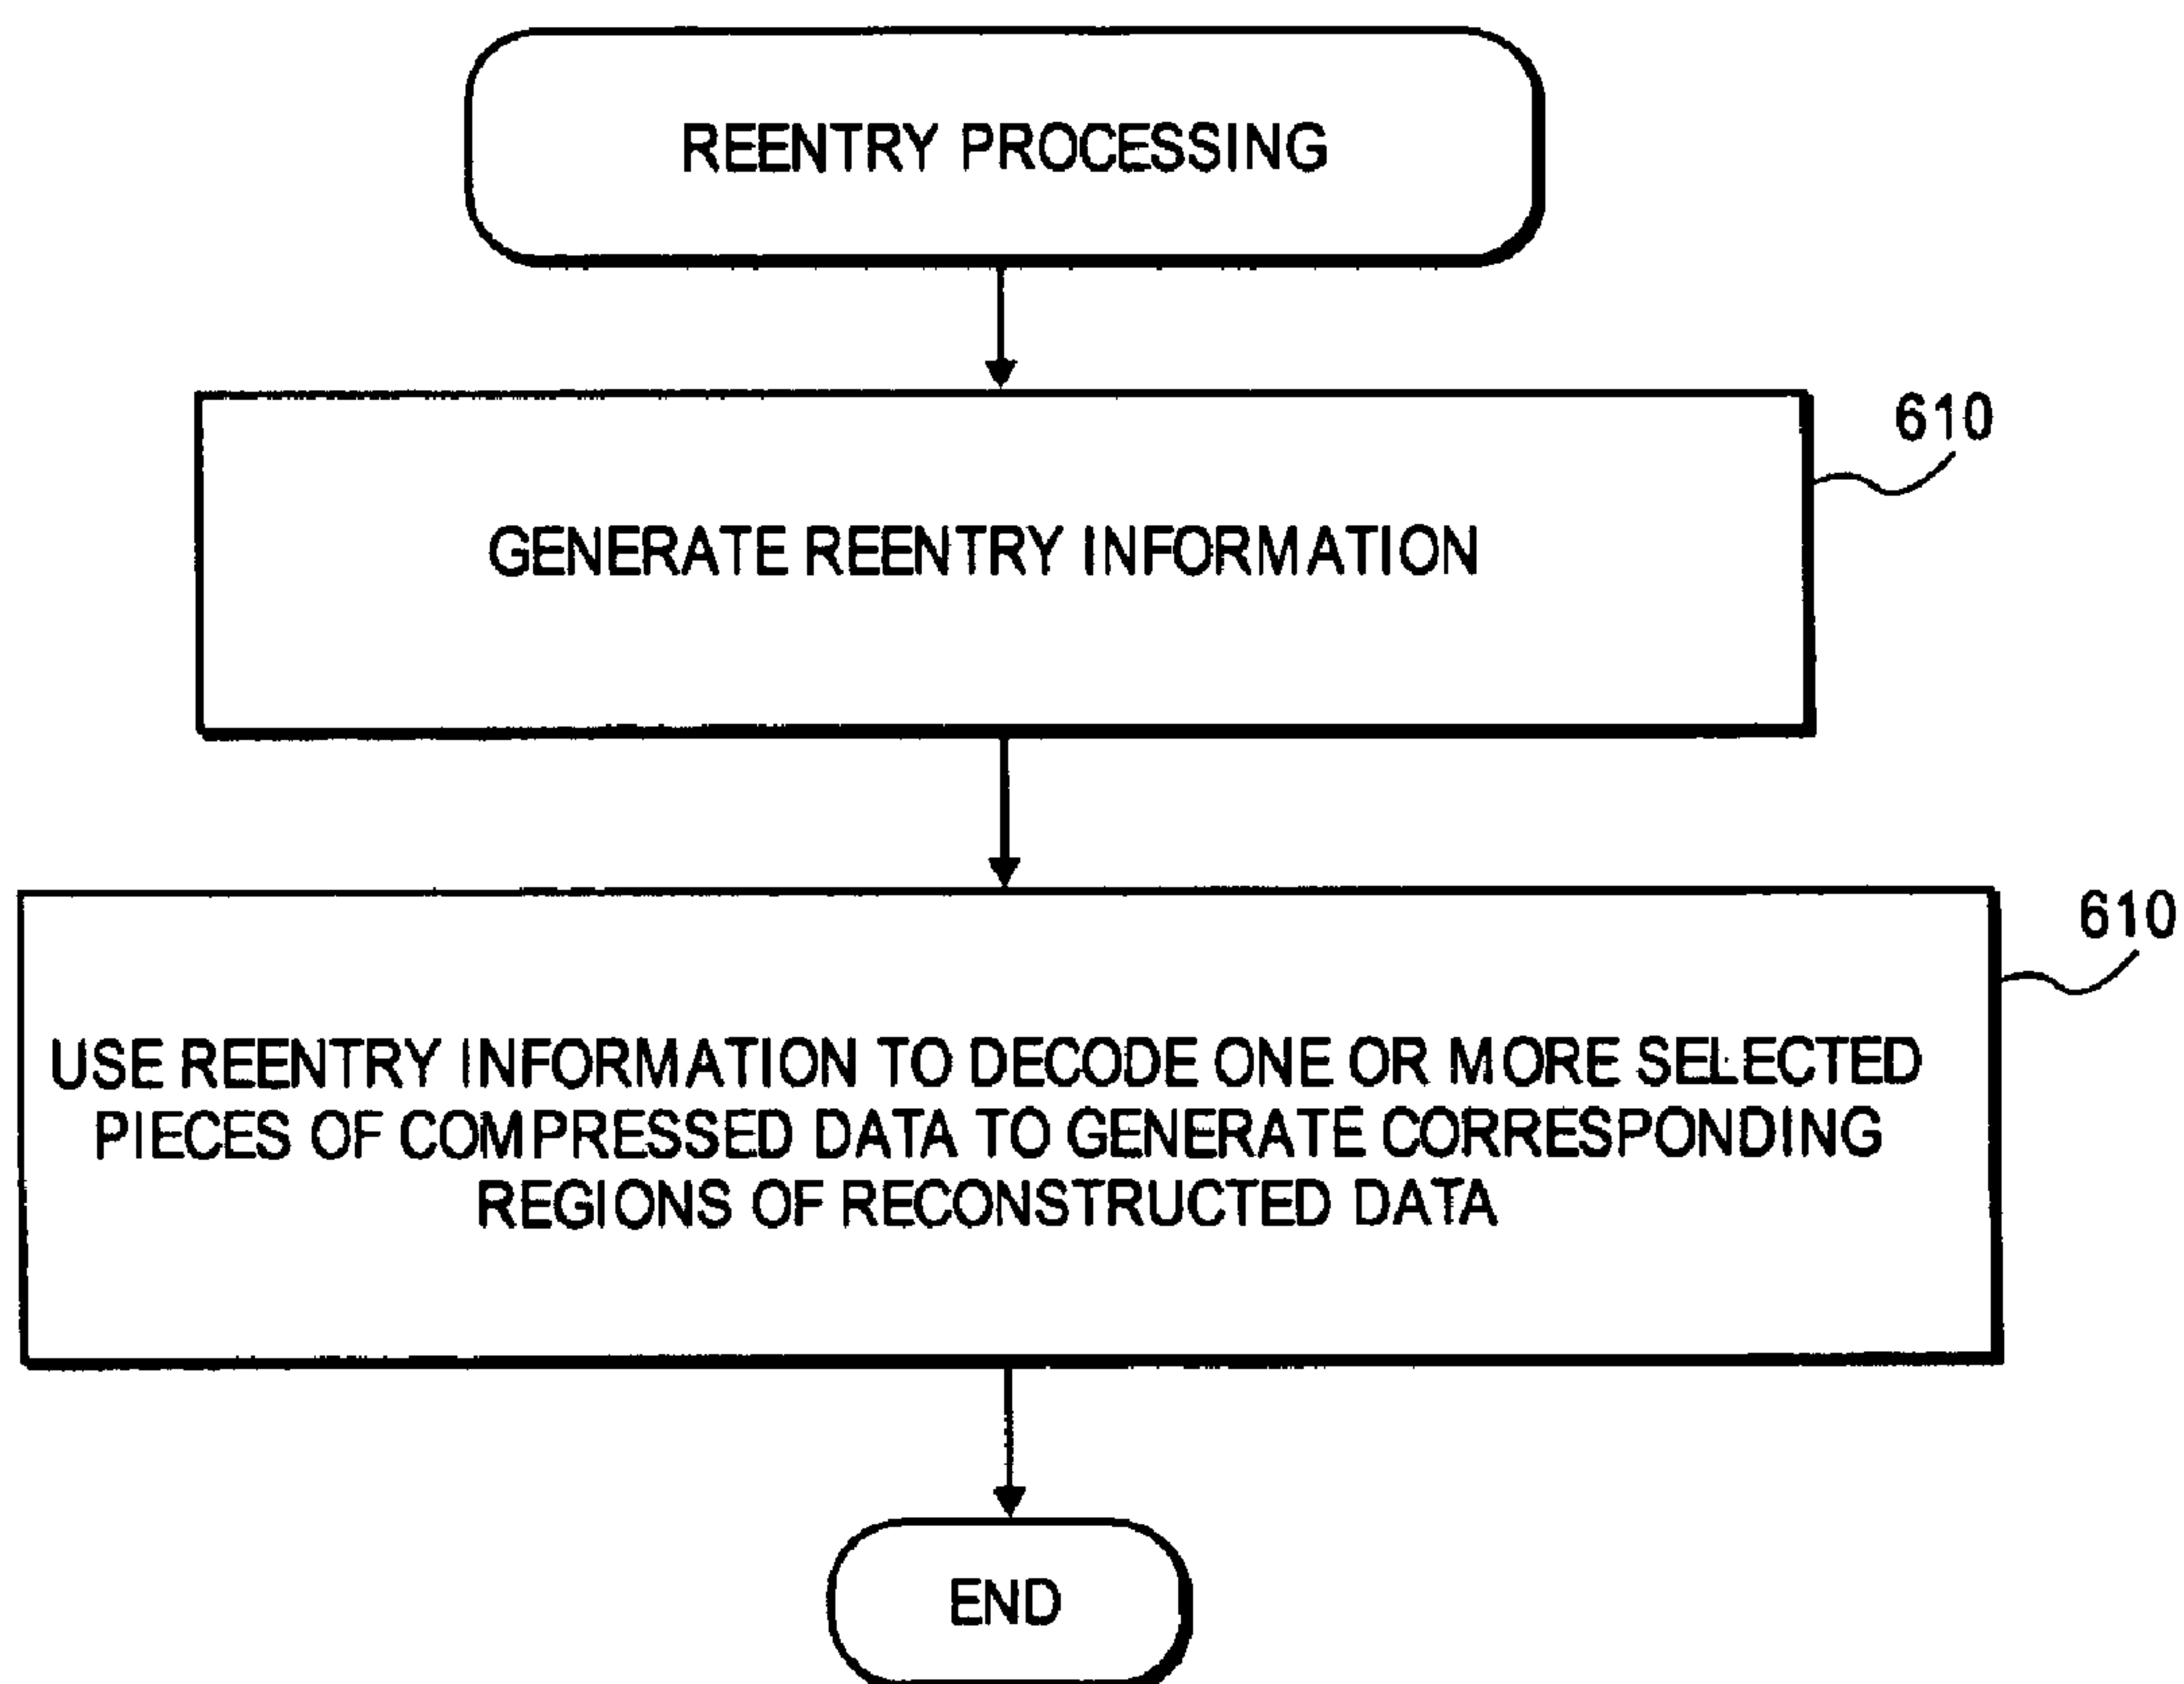 REENTRY PROCESSING
610
GENERATE REENTRY INFORMATION
610
USE REENTRY INFORMATION TO DECODE ONE OR MORE SELECTED
PIECES OF COMPRESSED DATA TO GENERATE CORRESPONDING
REGIONS OF RECONSTRUCTED DATA
END